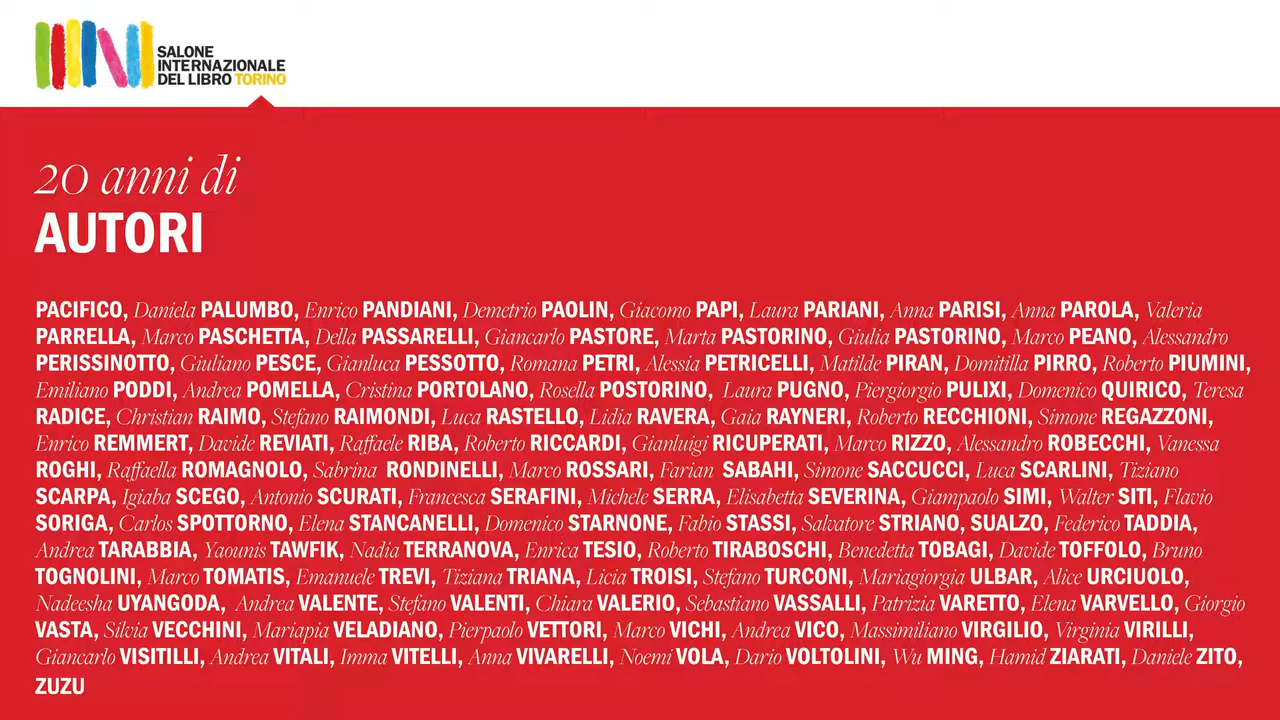 SALONE
INTERNAZIONALE
DEL LIBRO TORINO
20 anni di
AUTORI
PACIFICO, Daniela PALUMBO, Enrico PANDIANI, Demetrio PAOLIN, Giacomo PAPI, Laura PARIANI, Anna PARISI, Anna PAROLA, Valeria
PARRELLA, Marco PASCHETTA, Della PASSARELLI, Giancarlo PASTORE, Marta PASTORINO, Giulia PASTORINO, Marco PEANO, Alessandro
PERISSINOTTO, Giuliano PESCE, Gianluca PESSOTTO, Romana PETRI, Alessia PETRICELLI, Matilde PIRAN, Domitilla PIRRO, Roberto PIUMINI,
Emiliano PODDI, Andrea POMELLA, Cristina PORTOLANO, Rosella POSTORINO, Laura PUGNO, Piergiorgio PULIXI, Domenico QUIRICO, Teresa
RADICE, Christian RAIMO, Stefano RAIMONDI, Luca RASTELLO, Lidia RAVERA, Gaia RAYNERI, Roberto RECCHIONI, Simone REGAZZONI,
Enrico REMMERT, Davide REVIATI, Raffaele RIBA, Roberto RICCARDI, Gianluigi RICUPERATI, Marco RIZZO, Alessandro ROBECCHI, Vanessa
ROGHI, Raffaella ROMAGNOLO, Sabrina RONDINELLI, Marco ROSSARI, Farian SABAHI, Simone SACCUCCI, Luca SCARLINI, Tiziano
SCARPA, Igiaba SCEGO, Antonio SCURATI, Francesca SERAFINI, Michele SERRA, Elisabetta SEVERINA, Giampaolo SIMI, Walter SITI, Flavio
SORIGA, Carlos SPOTTORNO, Elena STANCANELLI, Domenico STARNONE, Fabio STASSI, Salvatore STRIANO, SUALZO, Federico TADDIA,
Andrea TARABBIA, Yaounis TAWFIK, Nadia TERRANOVA, Enrica TESIO, Roberto TIRABOSCHI, Benedetta TOBAGI, Davide TOFFOLO, Bruno
TOGNOLINI, Marco TOMATIS, Emanuele TREVI, Tiziana TRIANA, Licia TROISI, Stefano TURCONI, Mariagiorgia ULBAR, Alice URCIUOLO,
Nadeesha UYANGODA, Andrea VALENTE, Stefano VALENTI, Chiara VALERIO, Sebastiano VASSALLI, Patrizia VARETTO, Elena VARVELLO, Giorgio
VASTA, Silvia VECCHINI, Mariapia VELADIANO, Pierpaolo VETTORI, Marco VICHI, Andrea VICO, Massimiliano VIRGILIO, Virginia VIRILLI,
Giancarlo VISITILLI, Andrea VITALI, Imma VITELLI, Anna VIVARELLI, Noemi VOLA, Dario VOLTOLINI, Wu MING, Hamid ZIARATI, Daniele ZITO,
ZUZU